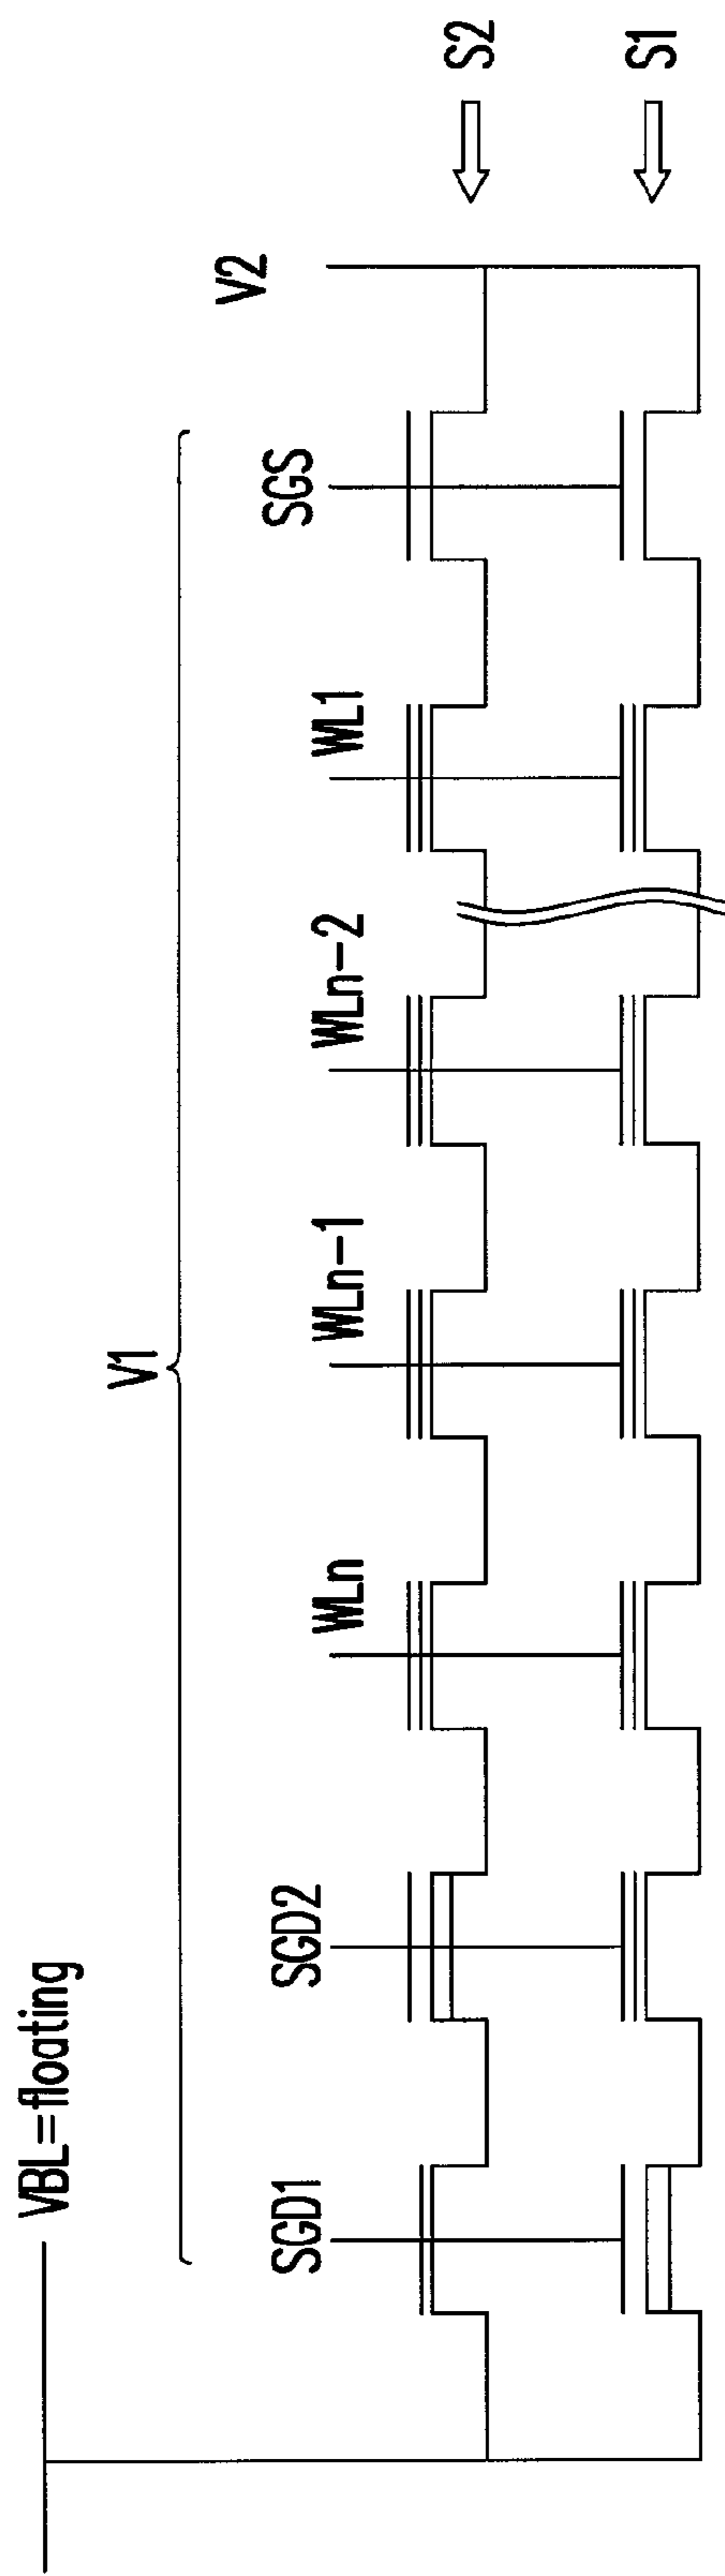 VBL=floating
V1
SGD1
SGD2
WLn
WLn-1
WLn-2
WL1
SGS
V2
S2
S1